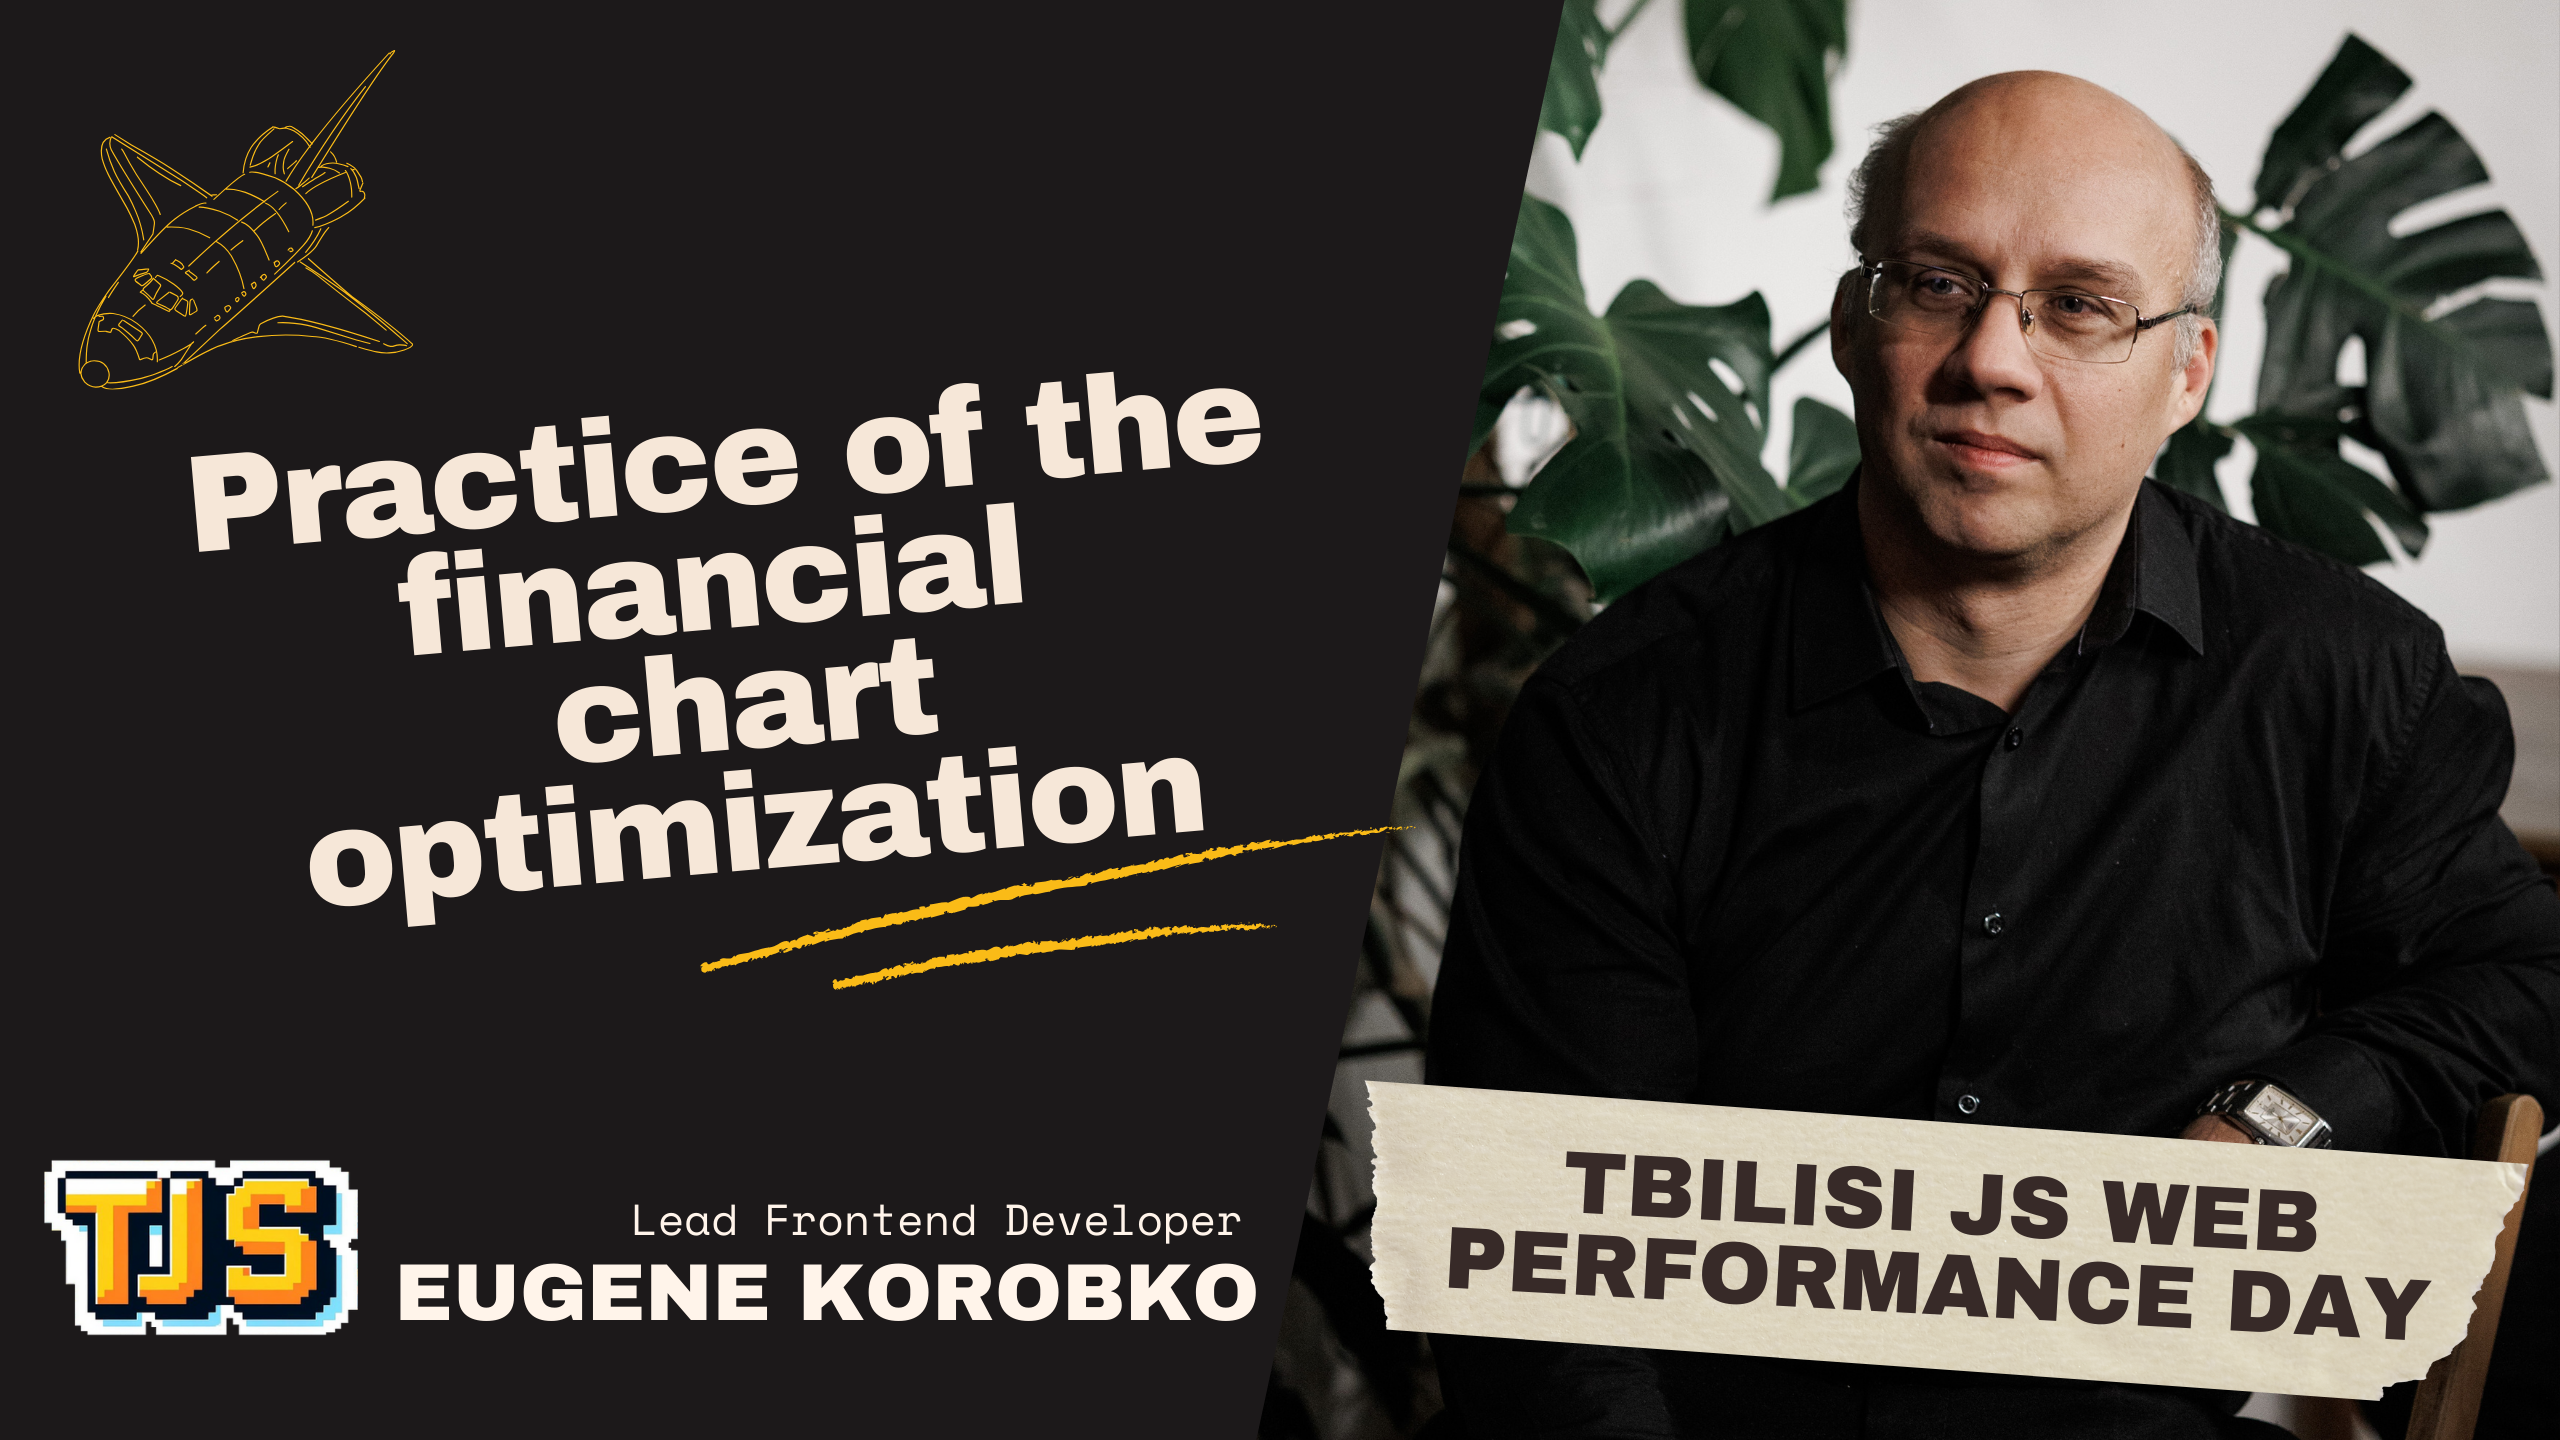 Practice of the
financial
chart
optimization
TJS
Lead Frontend Developer
EUGENE KOROBKO
TBILISI JS WEB
PERFORMANCE DAY